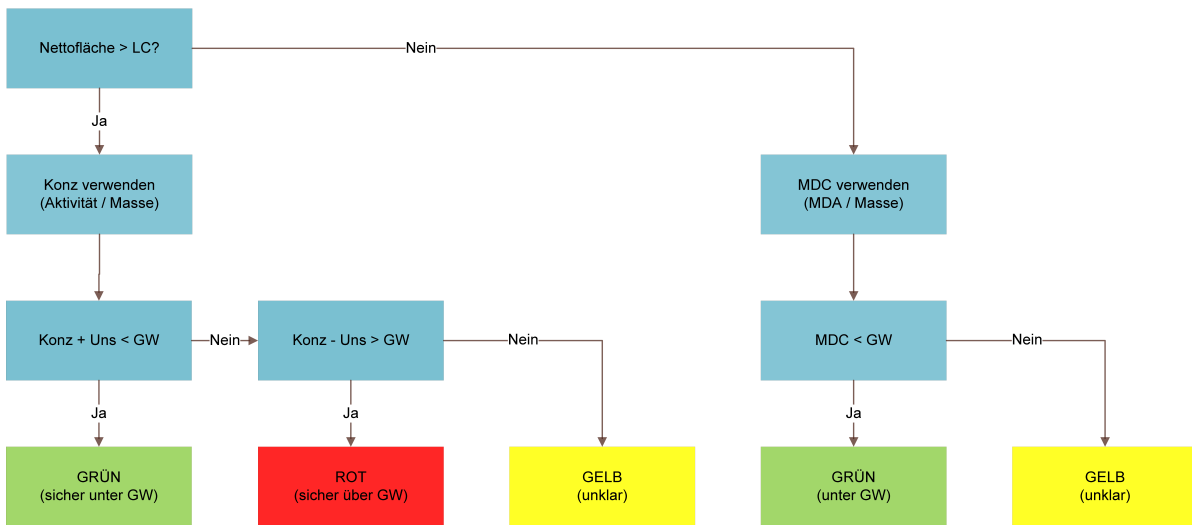 Nettofläche > LC?
Nein
Ja
Konz verwenden
(Aktivität / Masse)
MDC verwenden
(MDA / Masse)
Konz + Uns < GW
Nein
Konz - Uns > GW
Nein
MDC < GW
Nein
Ja
Ja
Ja
GRÜN
(sicher unter GW)
ROT
(sicher über GW)
GELB
(unklar)
GRÜN
(unter GW)
GELB
(unklar)